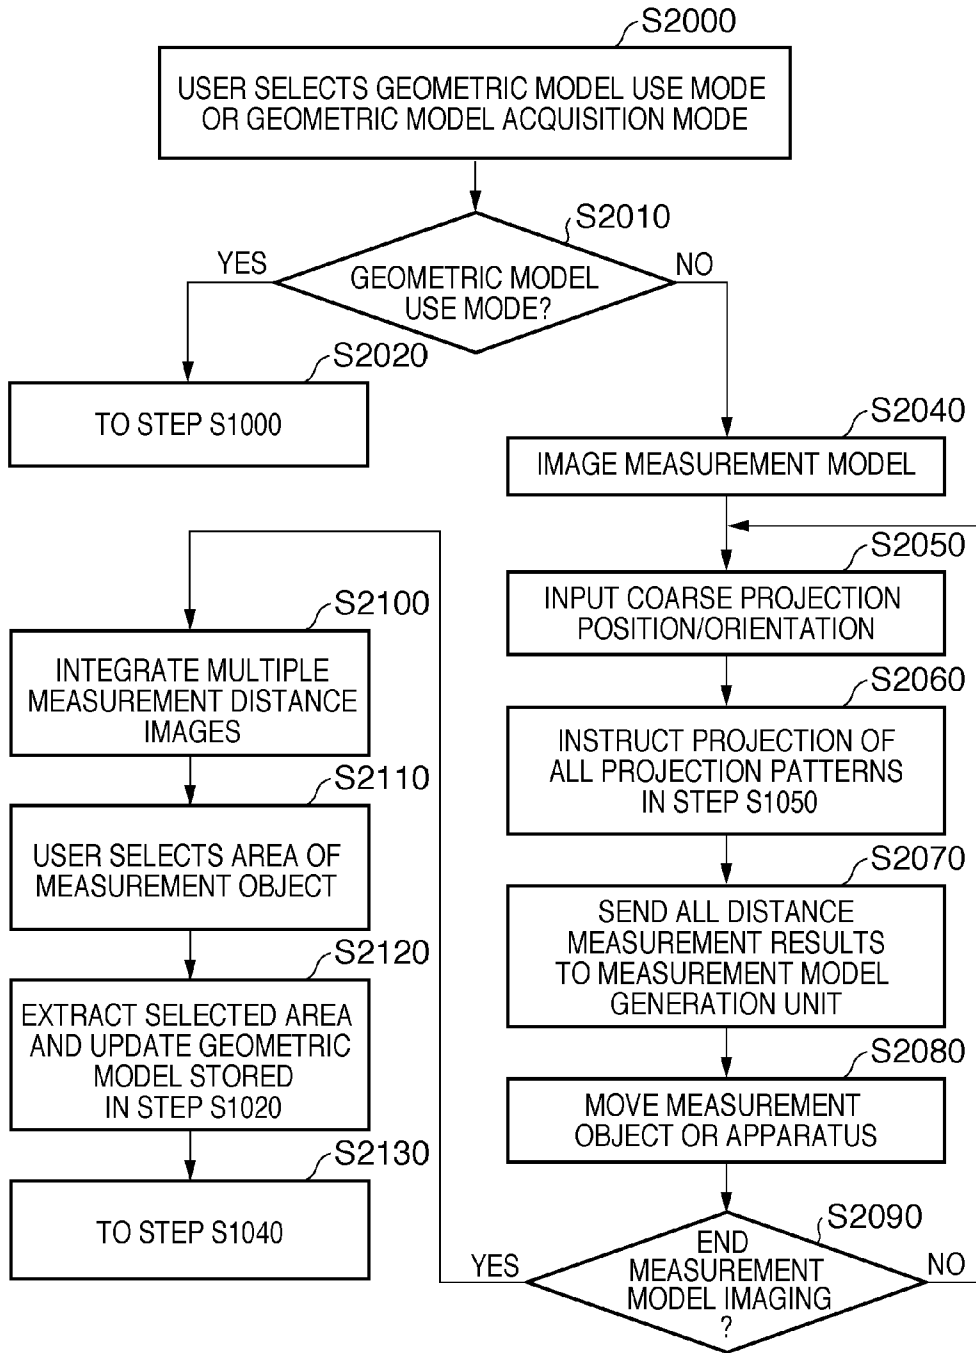 S2000
USER SELECTS GEOMETRIC MODEL USE MODE
OR GEOMETRIC MODEL ACQUISITION MODE
S2010
YES
NO
GEOMETRIC MODEL
USE MODE?
S2020
TO STEP S1000
S2040
IMAGE MEASUREMENT MODEL
S2050
INPUT COARSE PROJECTION
POSITION/ORIENTATION
S2060
INSTRUCT PROJECTION OF
ALL PROJECTION PATTERNS
IN STEP S1050
S2070
SEND ALL DISTANCE
MEASUREMENT RESULTS
TO MEASUREMENT MODEL
GENERATION UNIT
S2080
MOVE MEASUREMENT
OBJECT OR APPARATUS
S2090
YES
NO
END
MEASUREMENT
MODEL IMAGING
?
S2100
INTEGRATE MULTIPLE
MEASUREMENT DISTANCE
IMAGES
S2110
USER SELECTS AREA OF
MEASUREMENT OBJECT
S2120
EXTRACT SELECTED AREA
AND UPDATE GEOMETRIC
MODEL STORED
IN STEP S1020
S2130
TO STEP S1040